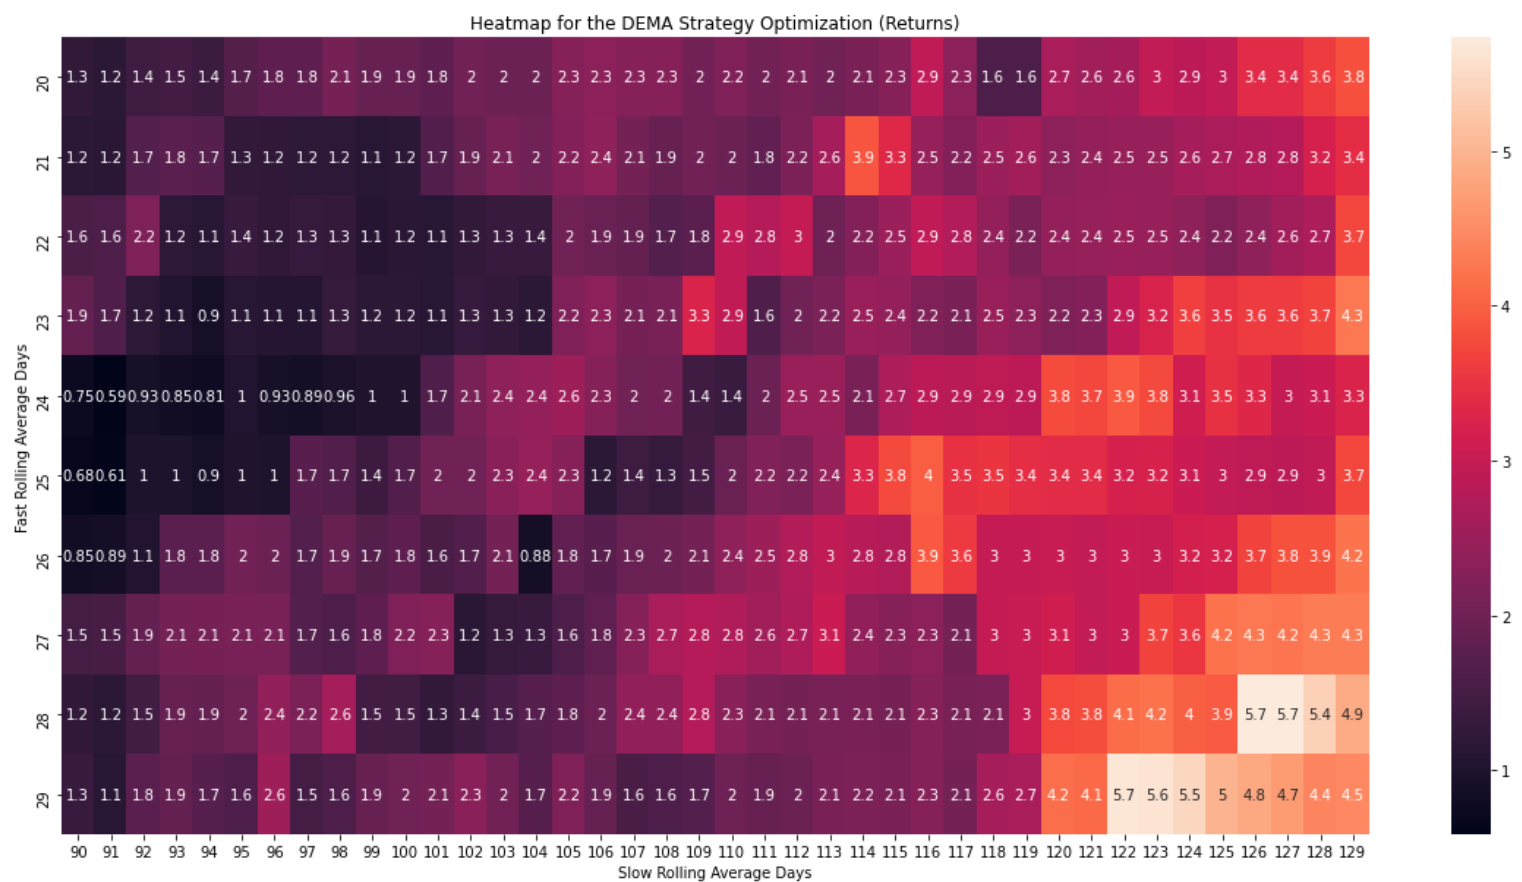 Heatmap for the DEMA Strategy Optimization (Returns)
20 1.3 1.2 1.4 1.5 1.4 1.7 1.8 1.8 2.1 1.9 1.9 1.8 2 2 2 2.3 2.3 2.3 2.3 2 2.2 2 2.1 2 2.1 2.3 2.9 2.3 1.6 1.6 2.7 2.6 2.6 3 2.9 3 3.4 3.4 3.6 3.8
21 1.2 1.2 1.7 1.8 1.7 1.3 1.2 1.2 1.2 1.1 1.2 1.7 1.9 2.1 2 2.2 2.4 2.1 1.9 2 2 1.8 2.2 2.6 3.9 3.3 2.5 2.2 2.5 2.6 2.3 2.4 2.5 2.5 2.6 2.7 2.8 2.8 3.2 3.4
5
22 1.6 1.6 2.2 1.2 1.1 1.4 1.2 1.3 1.3 1.1 1.2 1.1 1.3 1.3 1.4 2 1.9 1.9 1.7 1.8 2.9 2.8 3 2 2.2 2.5 2.9 2.8 2.4 2.2 2.4 2.4 2.5 2.5 2.4 2.2 2.4 2.6 2.7 3.7
4
23 1.9 1.7 1.2 1.1 0.9 1.1 1.1 1.1 1.3 1.2 1.2 1.1 1.3 1.3 1.2 2.2 2.3 2.1 2.1 3.3 2.9 1.6 2 2.2 2.5 2.4 2.2 2.1 2.5 2.3 2.2 2.3 2.9 3.2 3.6 3.5 3.6 3.6 3.7 4.3
24 0.75 0.59 0.93 0.85 0.81 1 0.93 0.89 0.96 1 1 1.7 2.1 2.4 2.4 2.6 2.3 2 2 1.4 1.4 2 2.5 2.5 2.1 2.7 2.9 2.9 2.9 2.9 3.8 3.7 3.9 3.8 3.1 3.5 3.3 3 3.1 3.3
Fast Rolling Average Days
3
25 0.68 0.61 1 1 0.9 1 1 1.7 1.7 1.4 1.7 2 2 2.3 2.4 2.3 1.2 1.4 1.3 1.5 2 2.2 2.2 2.4 3.3 3.8 4 3.5 3.5 3.4 3.4 3.4 3.2 3.2 3.1 3 2.9 2.9 3 3.7
26 0.85 0.89 1.1 1.8 1.8 2 2 1.7 1.9 1.7 1.8 1.6 1.7 2.1 0.88 1.8 1.7 1.9 2 2.1 2.4 2.5 2.8 3 2.8 2.8 3.9 3.6 3 3 3 3 3 3 3.2 3.2 3.7 3.8 3.9 4.2
2
27 1.5 1.5 1.9 2.1 2.1 2.1 2.1 1.7 1.6 1.8 2.2 2.3 1.2 1.3 1.3 1.6 1.8 2.3 2.7 2.8 2.8 2.6 2.7 3.1 2.4 2.3 2.3 2.1 3 3 3.1 3 3 3.7 3.6 4.2 4.3 4.2 4.3 4.3
28 1.2 1.2 1.5 1.9 1.9 2 2.4 2.2 2.6 1.5 1.5 1.3 1.4 1.5 1.7 1.8 2 2.4 2.4 2.8 2.3 2.1 2.1 2.1 2.1 2.1 2.3 2.1 2.1 3 3.8 3.8 4.1 4.2 4 3.9 5.7 5.7 5.4 4.9
1
29 1.3 1.1 1.8 1.9 1.7 1.6 2.6 1.5 1.6 1.9 2 2.1 2.3 2 1.7 2.2 1.9 1.6 1.6 1.7 2 1.9 2 2.1 2.2 2.1 2.3 2.1 2.6 2.7 4.2 4.1 5.7 5.6 5.5 5 4.8 4.7 4.4 4.5
90 91 92 93 94 95 96 97 98 99 100 101 102 103 104 105 106 107 108 109 110 111 112 113 114 115 116 117 118 119 120 121 122 123 124 125 126 127 128 129
Slow Rolling Average Days